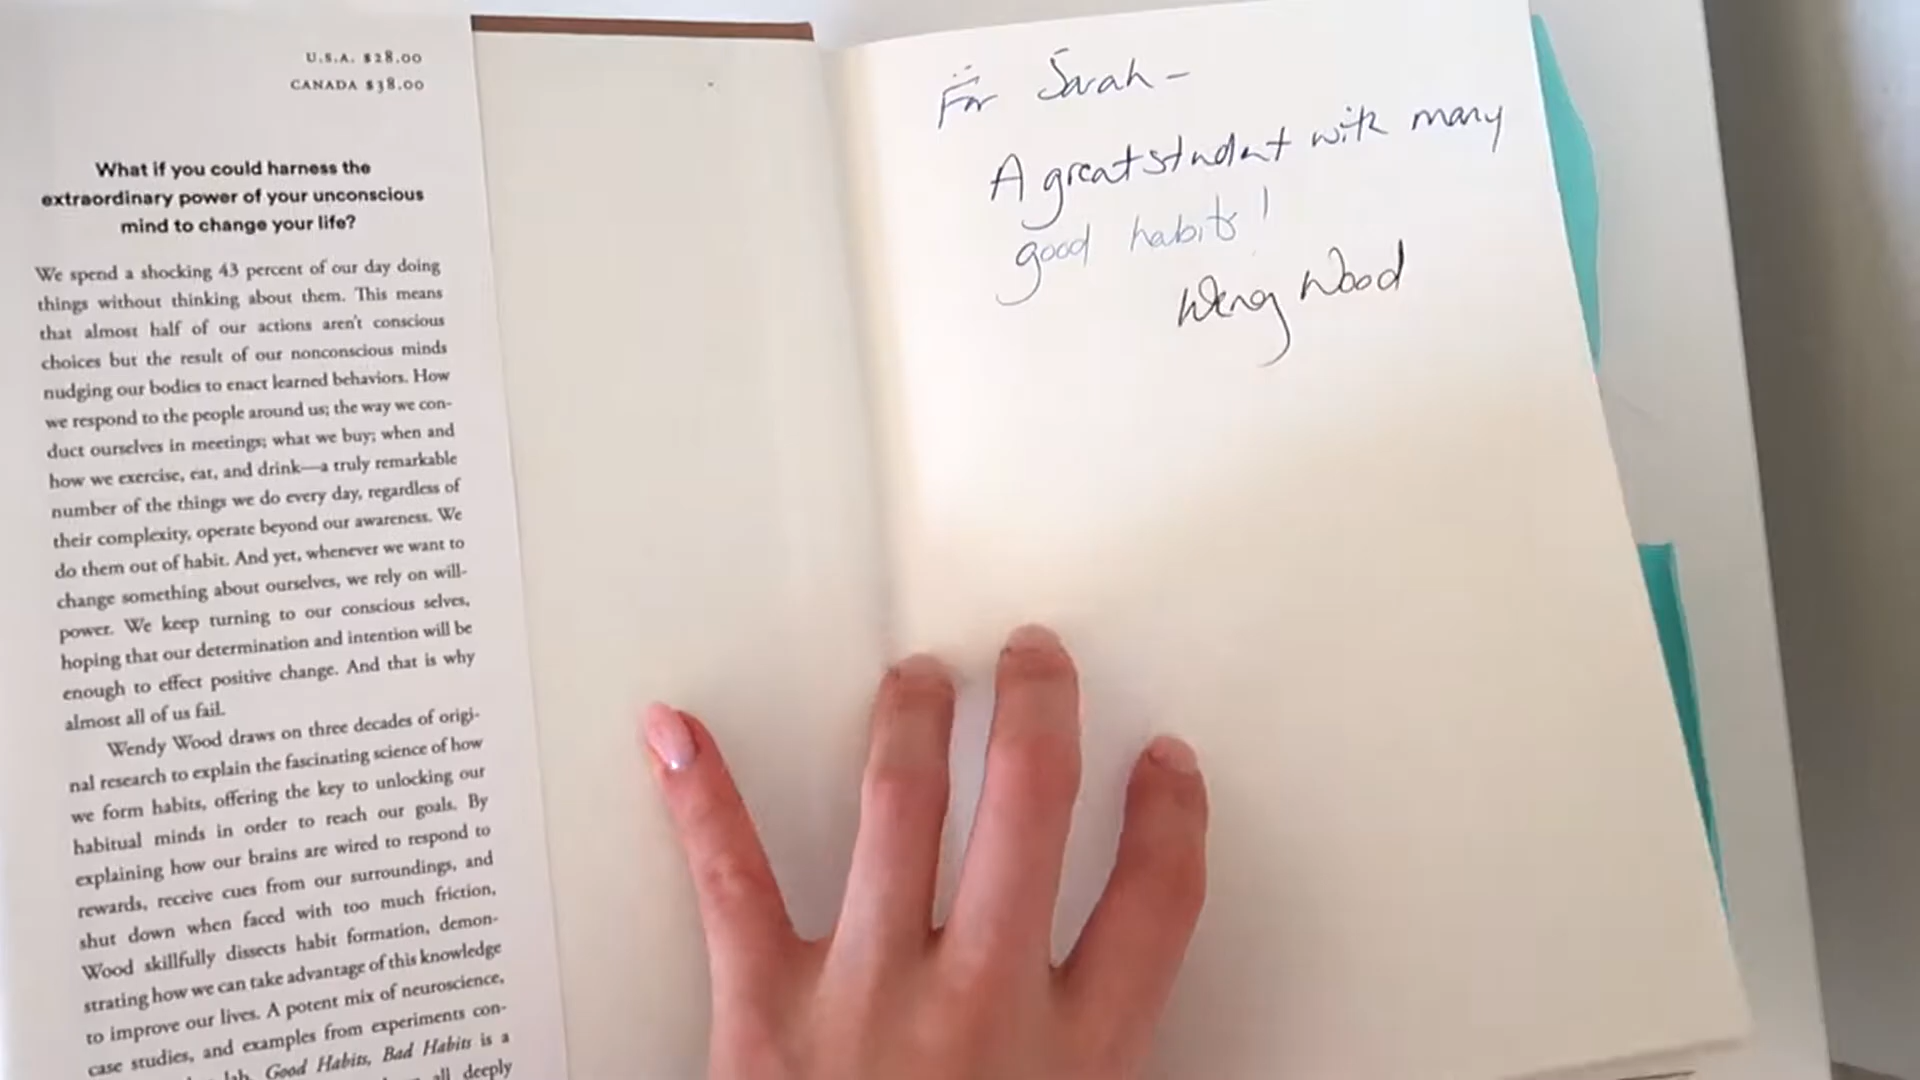 U.S.A. $28.00
CANADA $38.00
What if you could harness the
extraordinary power of your unconscious
mind to change your life?
We spend a shocking 43 percent of our day doing
things without thinking about them. This means
that almost half of our actions aren't conscious
choices but the result of our nonconscious minds
nudging our bodies to enact learned behaviors. How
we respond to the people around us; the way we con-
duct ourselves in meetings; what we buy; when and
how we exercise, eat, and drink—a truly remarkable
number of the things we do every day, regardless of
their complexity, operate beyond our awareness. We
do them out of habit. And yet, whenever we want to
change something about ourselves, we rely on will-
power. We keep turning to our conscious selves,
hoping that our determination and intention will be
enough to effect positive change. And that is why
almost all of us fail.
Wendy Wood draws on three decades of origi-
nal research to explain the fascinating science of how
we form habits, offering the key to unlocking our
habitual minds in order to reach our goals. By
explaining how our brains are wired to respond to
rewards, receive cues from our surroundings, and
shut down when faced with too much friction,
Wood skillfully dissects habit formation, demon-
strating how we can take advantage of this knowledge
to improve our lives. A potent mix of neuroscience,
case studies, and examples from experiments con-
lab, Good Habits, Bad Habits is a
all deeply
For Sarah -
A great student with many
good habits!
Wendy Wood